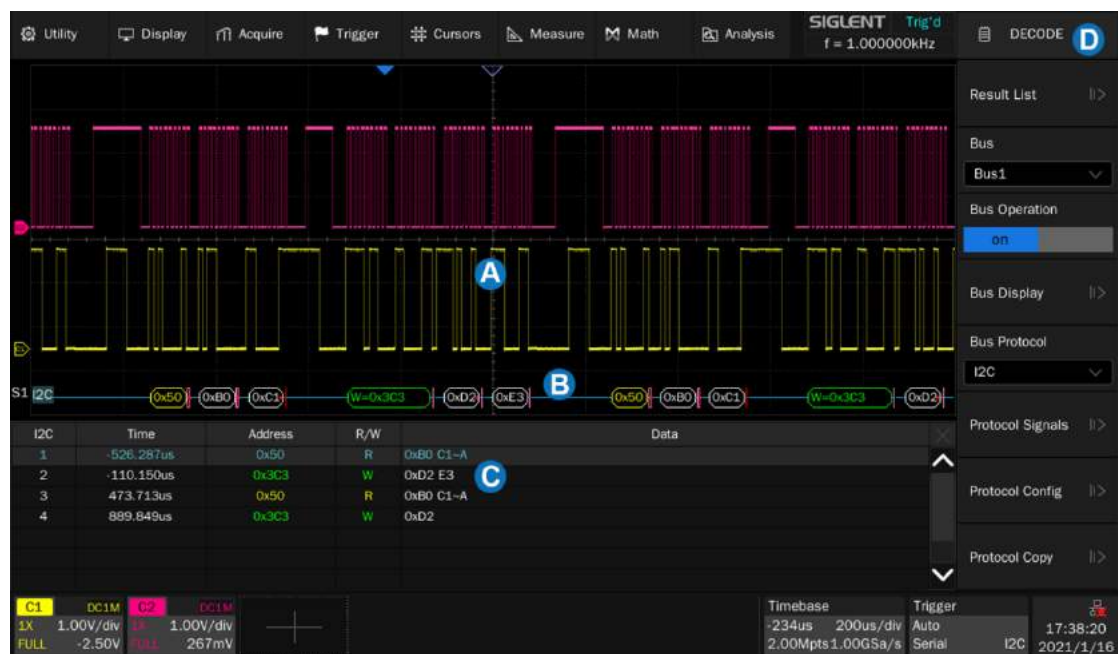 Utility Display Acquire Trigger Cursors Measure Math Analysis SIGLENT Trig'd DECODE D
f = 1.000000kHz
Result List
Bus
Bus1
Bus Operation
on
A
Bus Display
Bus Protocol
I2C
B
S1 I2C (0x50) (0xB0) (0xC1) W=0x3C3 (0xD2) (0xE3) (0x50) (0xB0) (0xC1) W=0x3C3 (0xD2)
I2C Time Address R/W Data
Protocol Signals
1 -526.287us 0x50 R 0xB0 C1~A
2 -110.150us 0x3C3 W 0xD2 E3
C
3 473.713us 0x50 R 0xB0 C1~A
Protocol Config
4 889.849us 0x3C3 W 0xD2
Protocol Copy
C1 DC1M C2 DC1M Timebase Trigger
1X 1.00V/div 1X 1.00V/div -234us 200us/div Auto 17:38:20
FULL -2.50V FULL 267mV 2.00Mpts 1.00GSa/s Serial I2C 2021/1/16